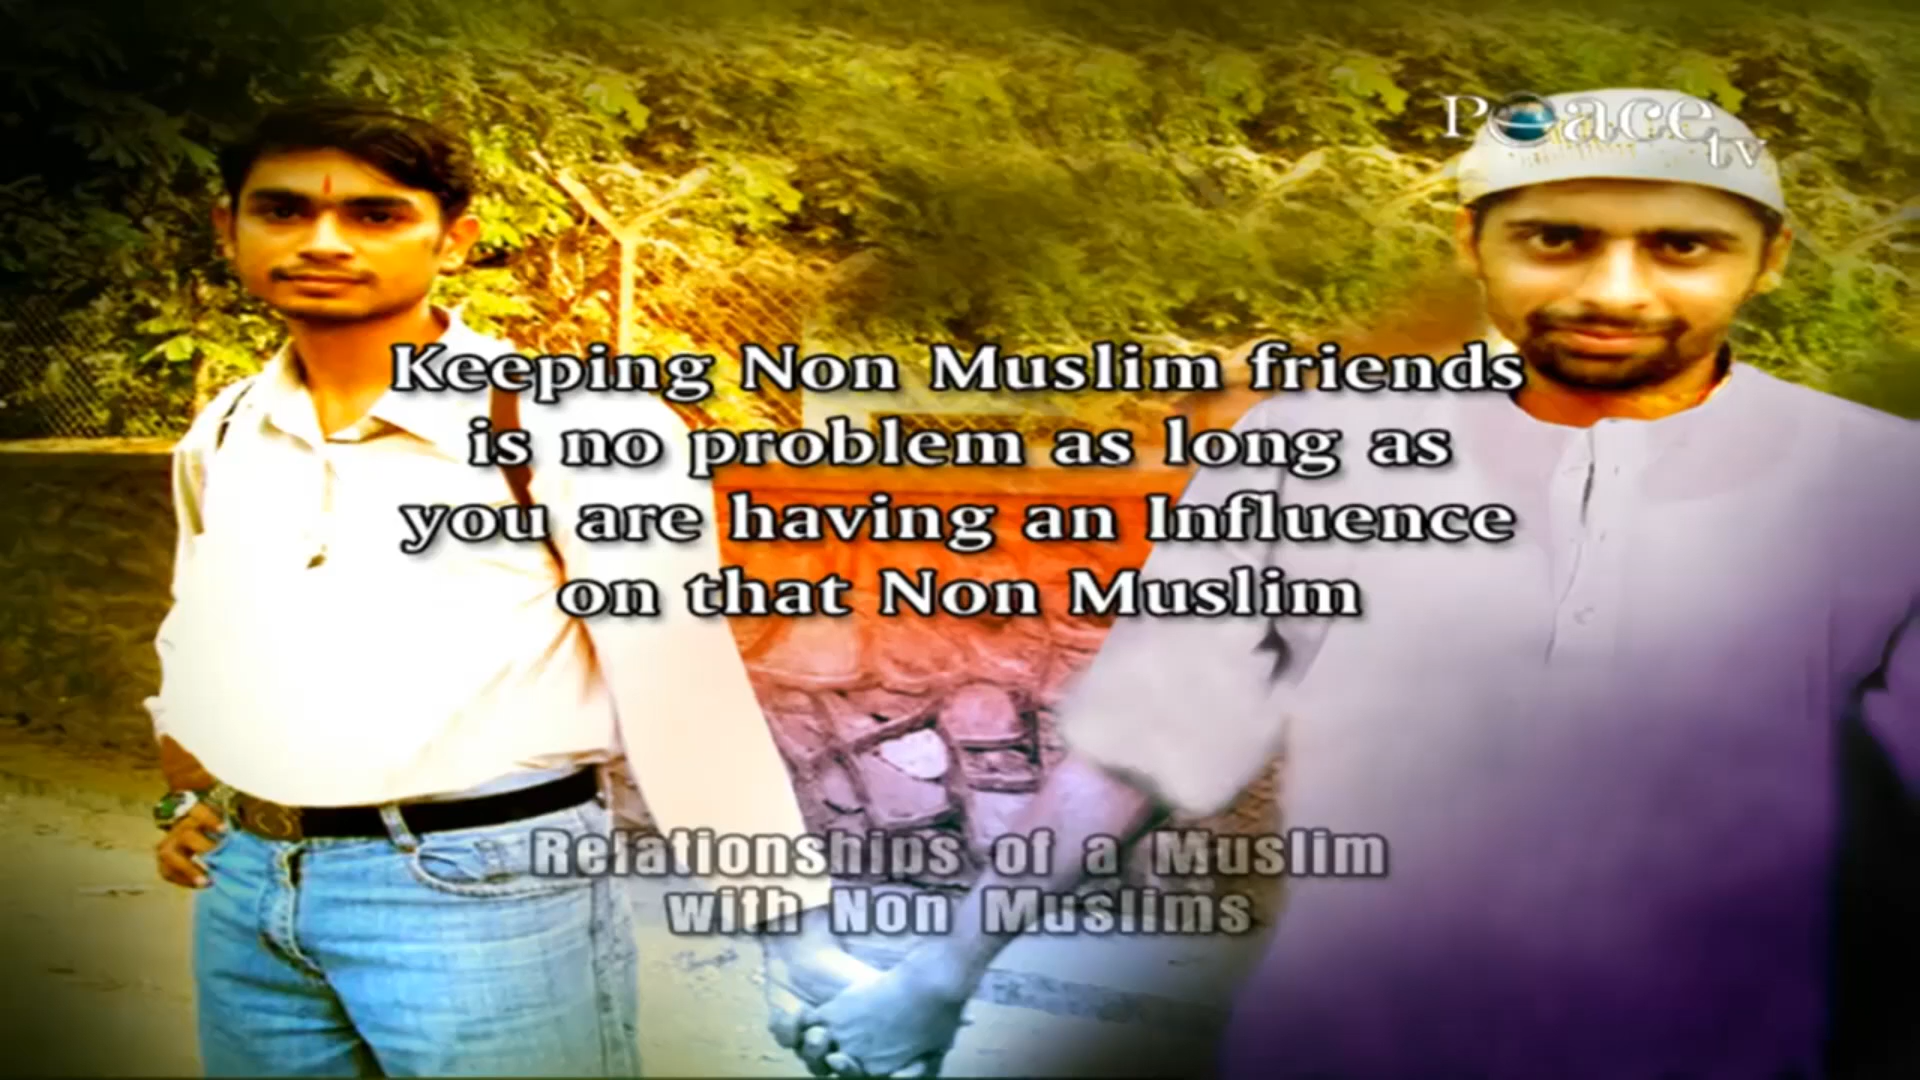 Peace
tv
Keeping Non Muslim friends
is no problem as long as
you are having an Influence
on that Non Muslim
Relationships of a Muslim
with Non Muslims